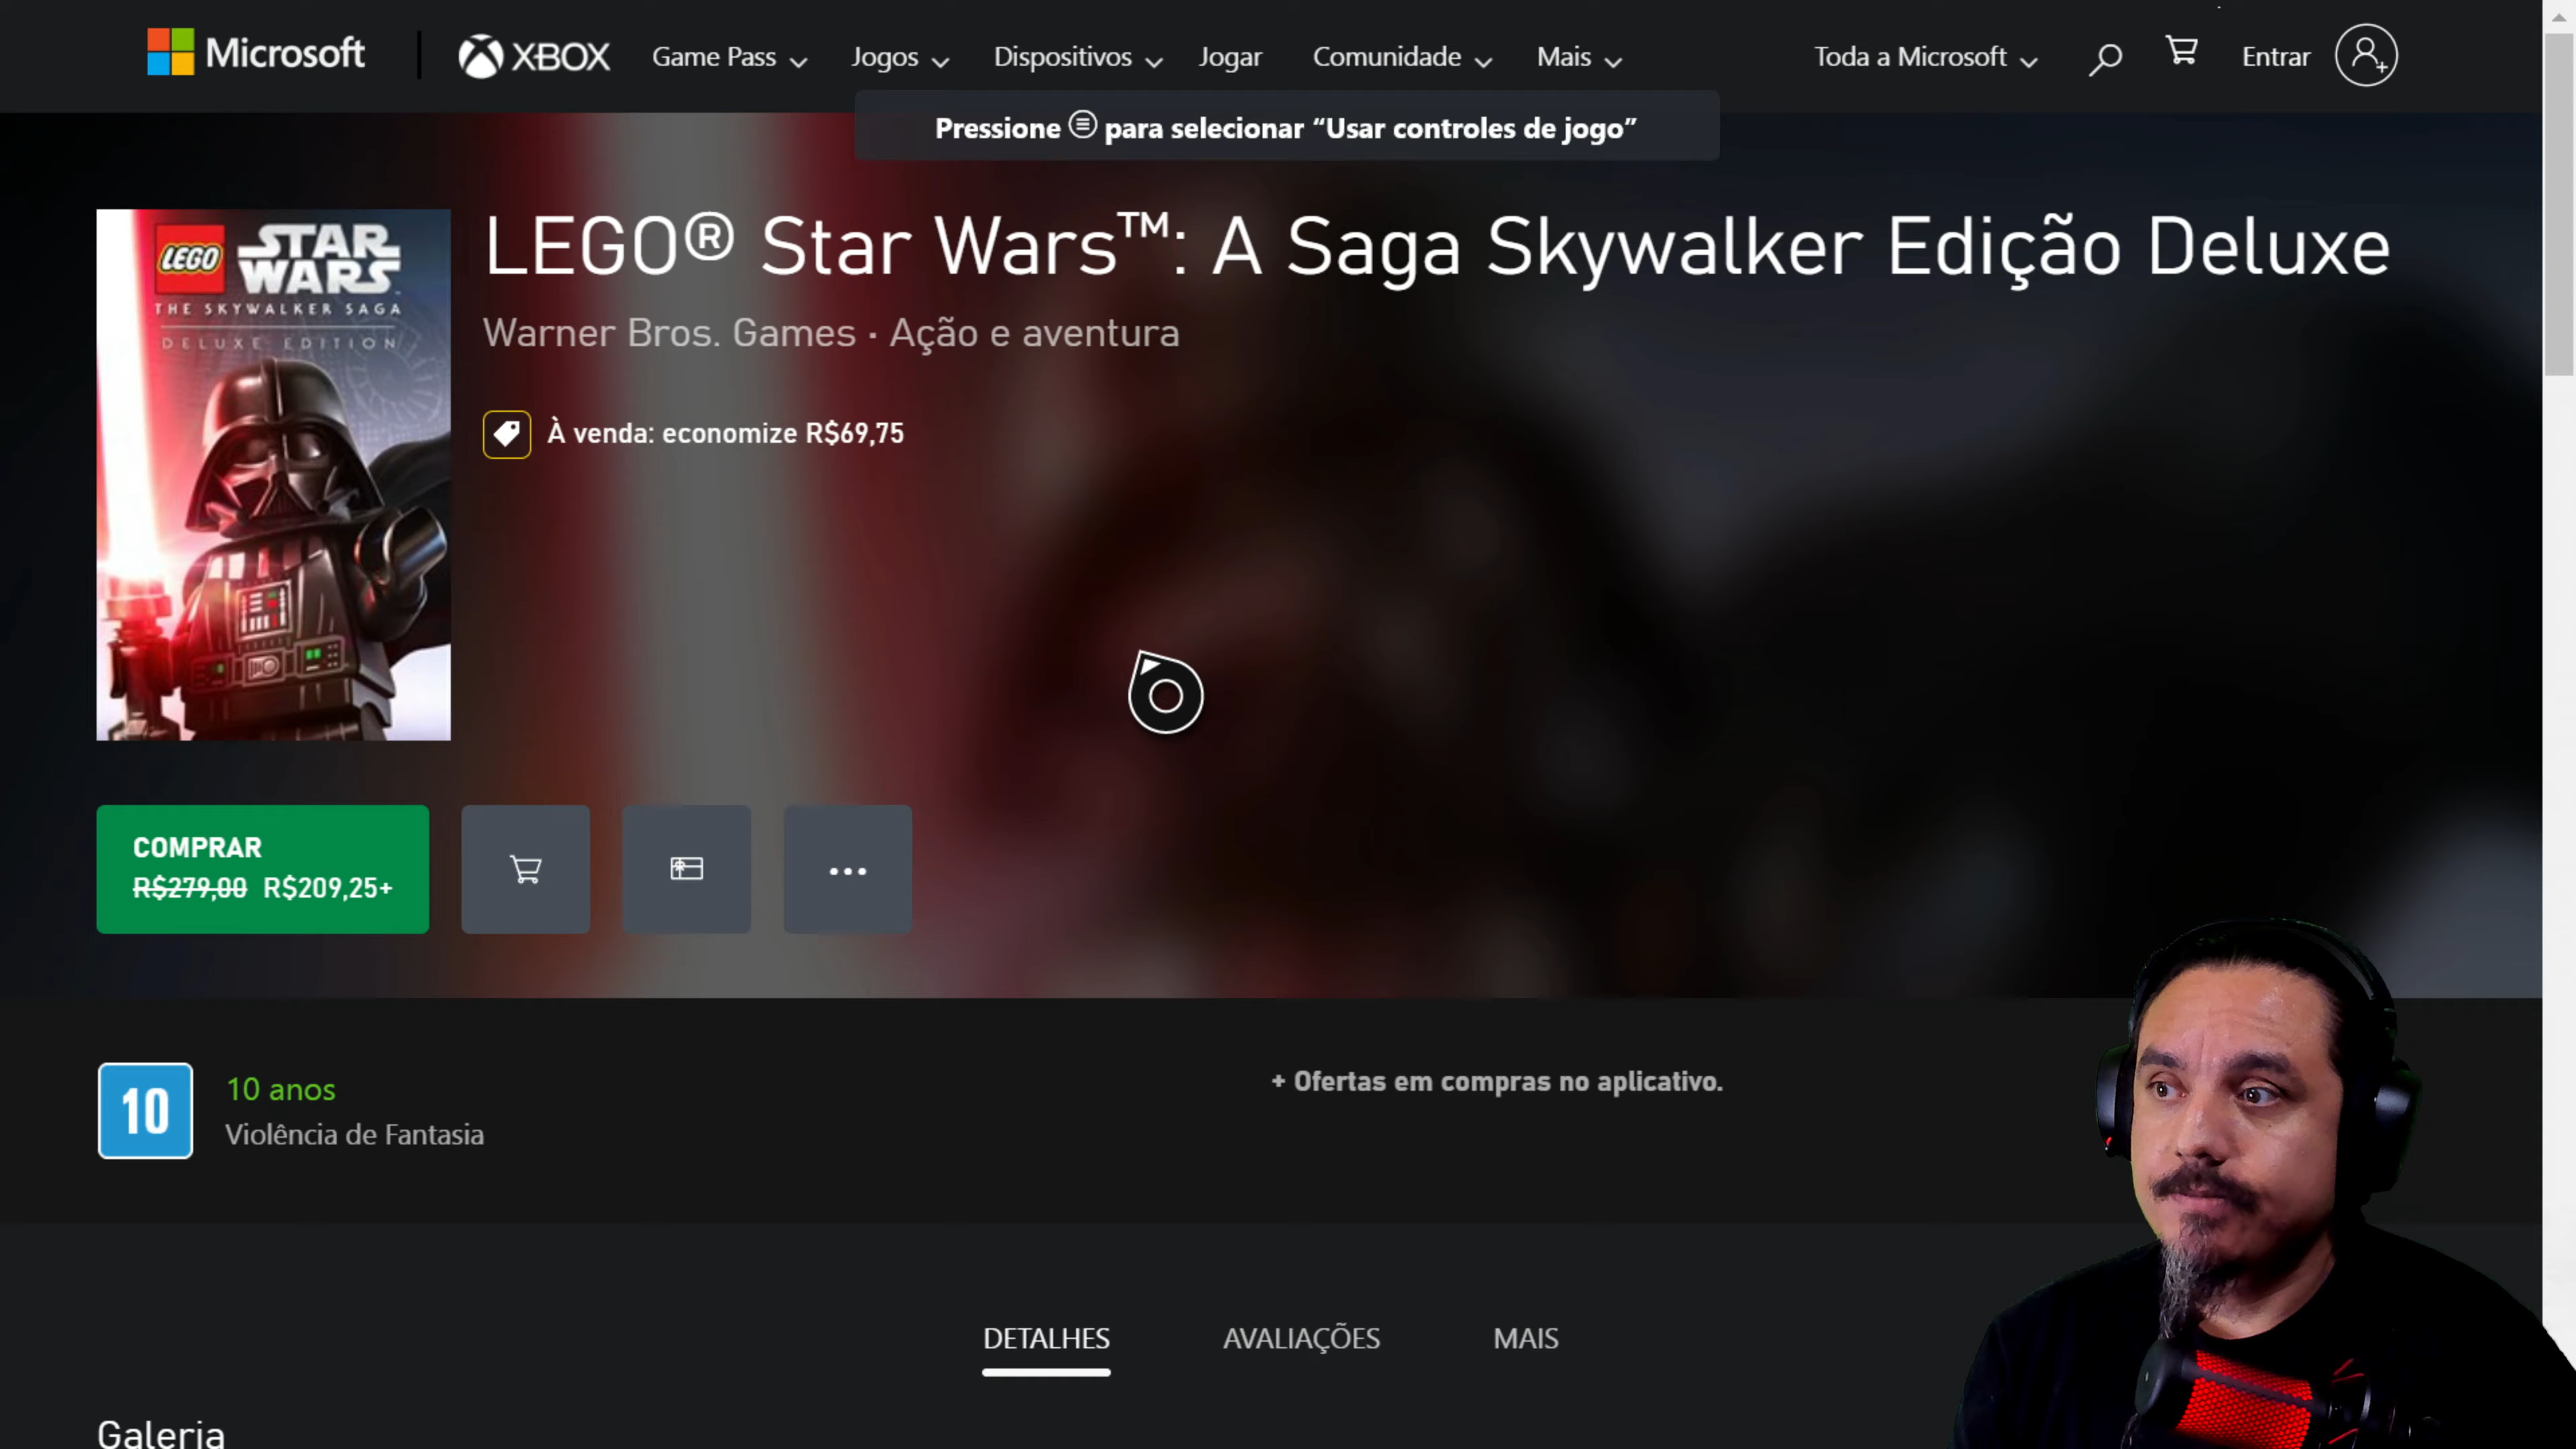 Microsoft
XBOX
Game Pass
Jogos
Dispositivos
Jogar
Comunidade
Mais
Toda a Microsoft
Entrar
Pressione para selecionar “Usar controles de jogo”
LEGO
STAR
WARS
THE SKYWALKER SAGA
DELUXE EDITION
LEGO® Star Wars™: A Saga Skywalker Edição Deluxe
Warner Bros. Games · Ação e aventura
À venda: economize R$69,75
COMPRAR
R$279,00 R$209,25+
10
10 anos
Violência de Fantasia
+ Ofertas em compras no aplicativo.
DETALHES
AVALIAÇÕES
MAIS
Galeria